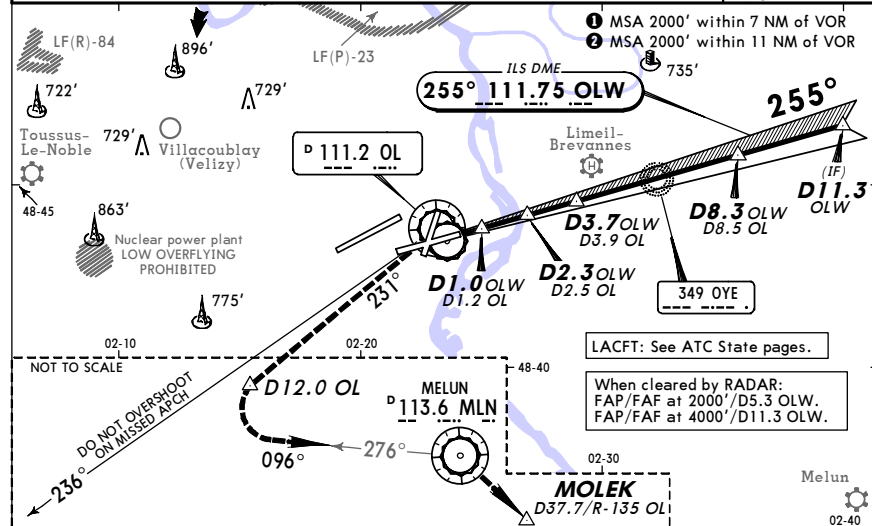 ❶ MSA 2000' within 7 NM of VOR
❷ MSA 2000' within 11 NM of VOR
LF(R)-84
896'
LF(P)-23
735'
ILS DME
255° 111.75 OLW
255°
722'
729'
Toussus-
Le-Noble
729'
Villacoublay
(Velizy)
D 111.2 OL
Limeil-
Brevannes
H
(IF)
D11.3
OLW
48-45
863'
D8.3 OLW
D8.5 OL
D3.7 OLW
D3.9 OL
Nuclear power plant
LOW OVERFLYING
PROHIBITED
D2.3 OLW
D2.5 OL
D1.0 OLW
D1.2 OL
231°
349 OYE
775'
02-10
02-20
LACFT: See ATC State pages.
NOT TO SCALE
48-40
D12.0 OL
MELUN
D 113.6 MLN
When cleared by RADAR:
FAP/FAF at 2000'/D5.3 OLW.
FAP/FAF at 4000'/D11.3 OLW.
DO NOT OVERSHOOT
ON MISSED APCH
276°
096°
02-30
236°
MOLEK
D37.7/R-135 OL
Melun
02-40